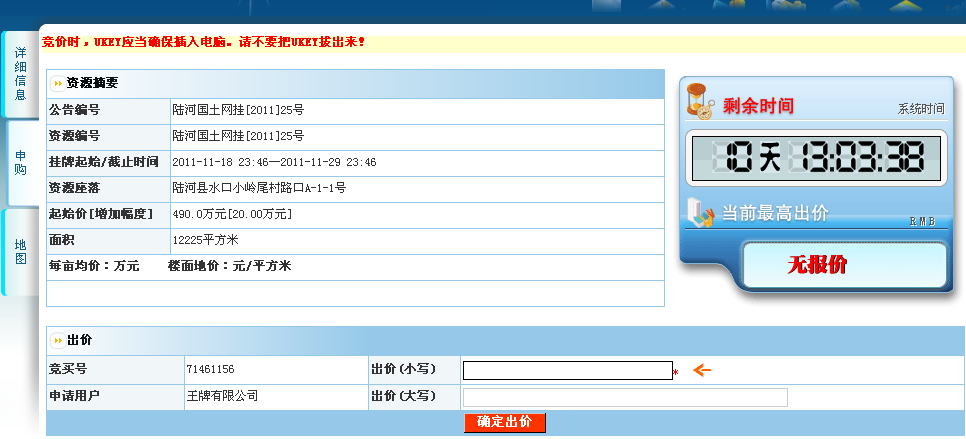 竞价时，UKEY应当确保插入电脑。请不要把UKEY拔出来！
详细信息
申购
地图
资源摘要
公告编号 陆河国土网挂[2011]25号
资源编号 陆河国土网挂[2011]25号
挂牌起始/截止时间 2011-11-18 23:46—2011-11-29 23:46
资源座落 陆河县水口小岭尾村路口A-1-1号
起始价[增加幅度] 490.0万元[20.00万元]
面积 12225平方米
每亩均价：万元 楼面地价：元/平方米
剩余时间 系统时间
10天 13:03:38
当前最高出价 RMB
无报价
出价
竞买号 71461156 出价(小写) *
申请用户 王牌有限公司 出价(大写)
确定出价